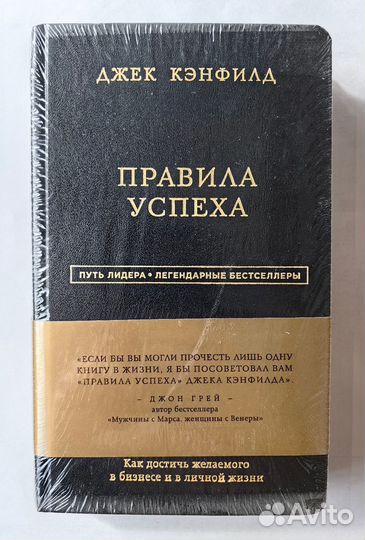 ДЖЕК КЭНФИЛД
ПРАВИЛА
УСПЕХА
ПУТЬ ЛИДЕРА • ЛЕГЕНДАРНЫЕ БЕСТСЕЛЛЕРЫ
«ЕСЛИ БЫ ВЫ МОГЛИ ПРОЧЕСТЬ ЛИШЬ ОДНУ
КНИГУ В ЖИЗНИ, Я БЫ ПОСОВЕТОВАЛ ВАМ
«ПРАВИЛА УСПЕХА» ДЖЕКА КЭНФИЛДА».
– ДЖОН ГРЕЙ –
автор бестселлера
«Мужчины с Марса, женщины с Венеры»
Как достичь желаемого
в бизнесе и в личной жизни
Avito